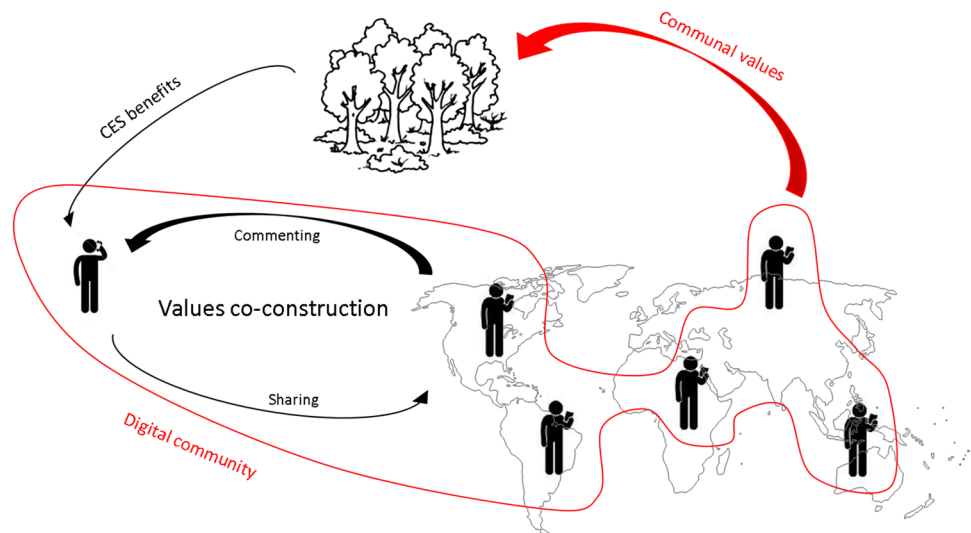 Communal values
CES benefits
Commenting
Values co-construction
Sharing
Digital community